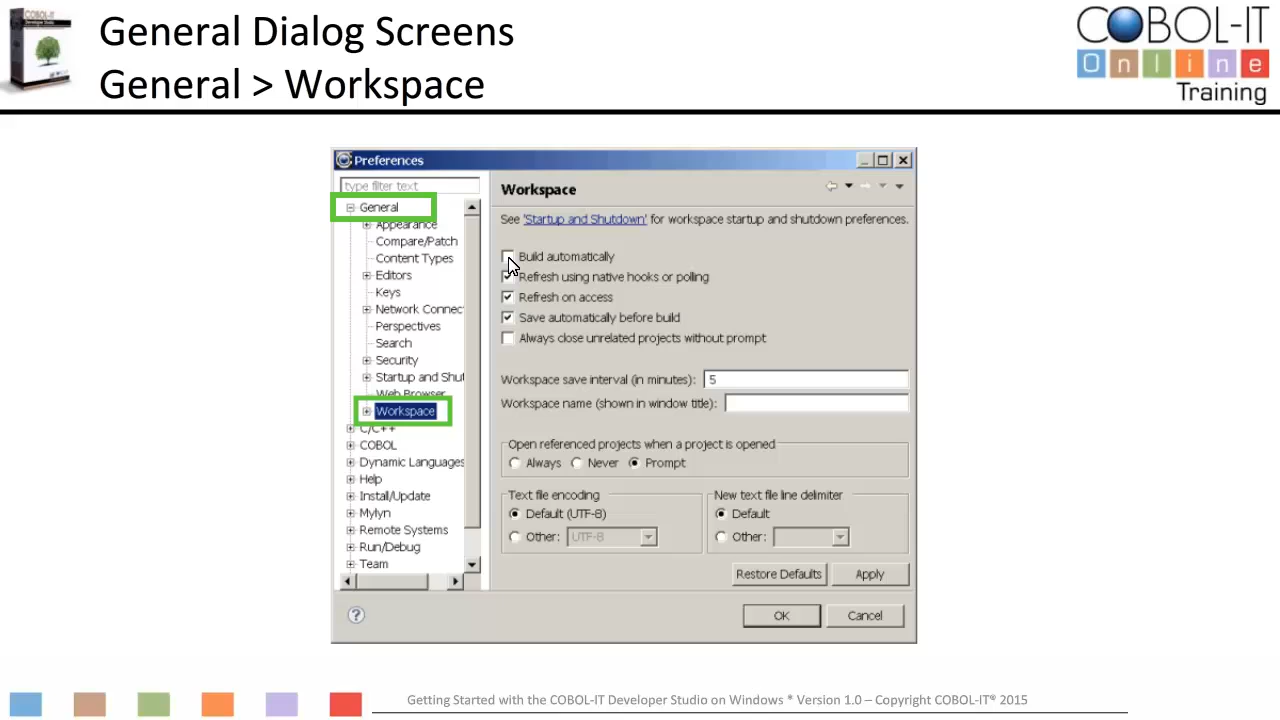 General Dialog Screens
General > Workspace
COBOL-IT
Online
Training
Preferences
type filter text
General
Appearance
Compare/Patch
Content Types
Editors
Keys
Network Connec
Perspectives
Search
Security
Startup and Shut
Web Browser
Workspace
C/C++
COBOL
Dynamic Languages
Help
Install/Update
Mylyn
Remote Systems
Run/Debug
Team
Workspace
See 'Startup and Shutdown' for workspace startup and shutdown preferences.
Build automatically
Refresh using native hooks or polling
Refresh on access
Save automatically before build
Always close unrelated projects without prompt
Workspace save interval (in minutes): 5
Workspace name (shown in window title):
Open referenced projects when a project is opened
Always Never Prompt
Text file encoding
Default (UTF-8)
Other: UTF-8
New text file line delimiter
Default
Other:
Restore Defaults Apply
OK Cancel
Getting Started with the COBOL-IT Developer Studio on Windows * Version 1.0 – Copyright COBOL-IT® 2015